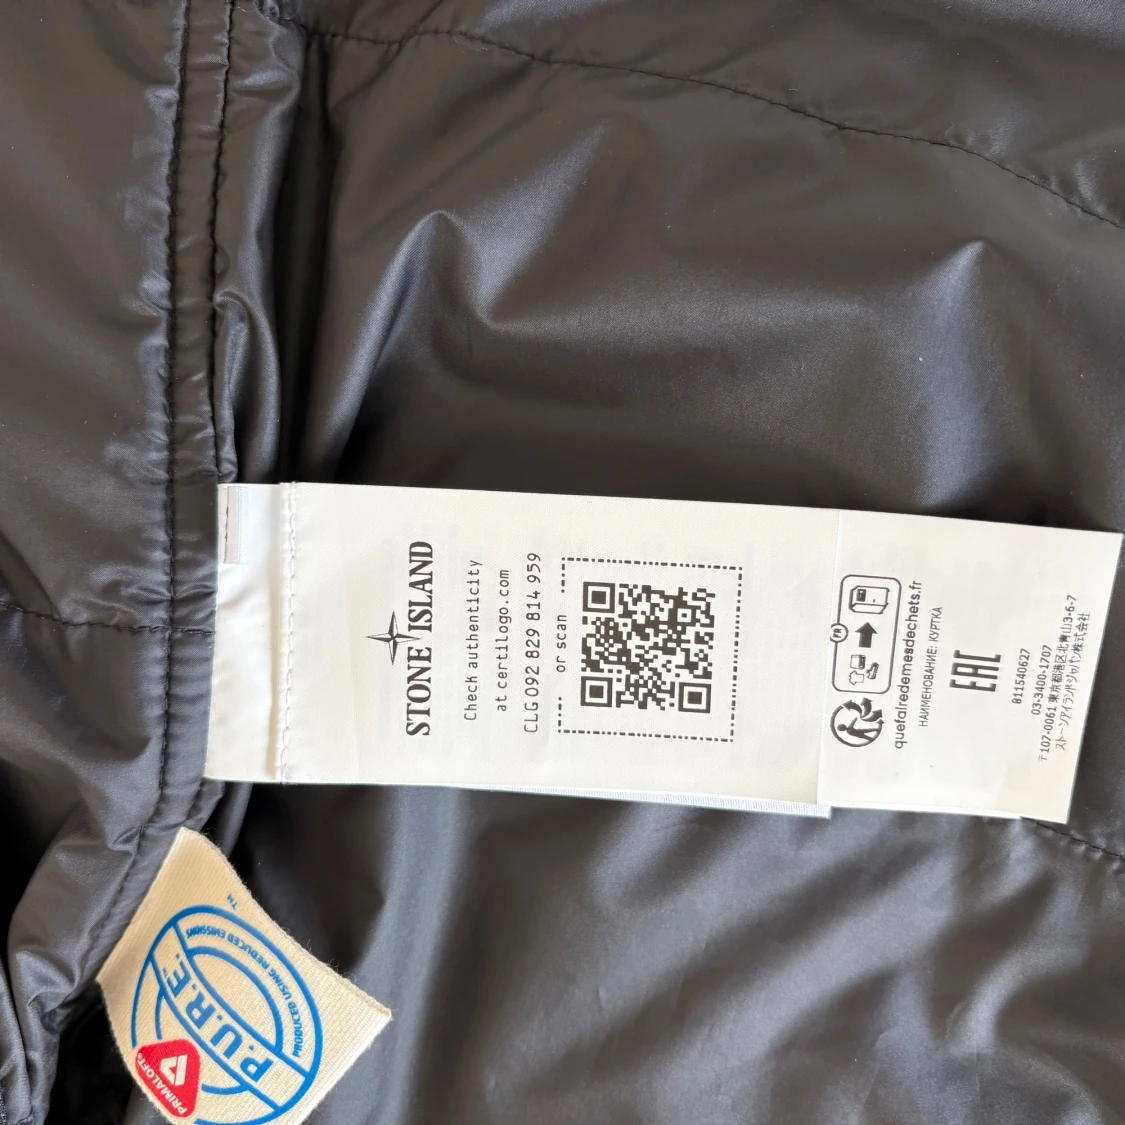 STONE ISLAND
Check authenticity
at certilogo.com
CLG 092 829 814 959
or scan
FR
quefairedemesdechets.fr
НАИМЕНОВАНИЕ: КУРТКА
EAC
811540627
03-3400-1707
〒107-0061 東京都港区北青山3-6-7
ストーンアイランドジャパン株式会社
P.U.R.E.™
PRODUCED USING REDUCED EMISSIONS
™
PRIMALOFT®